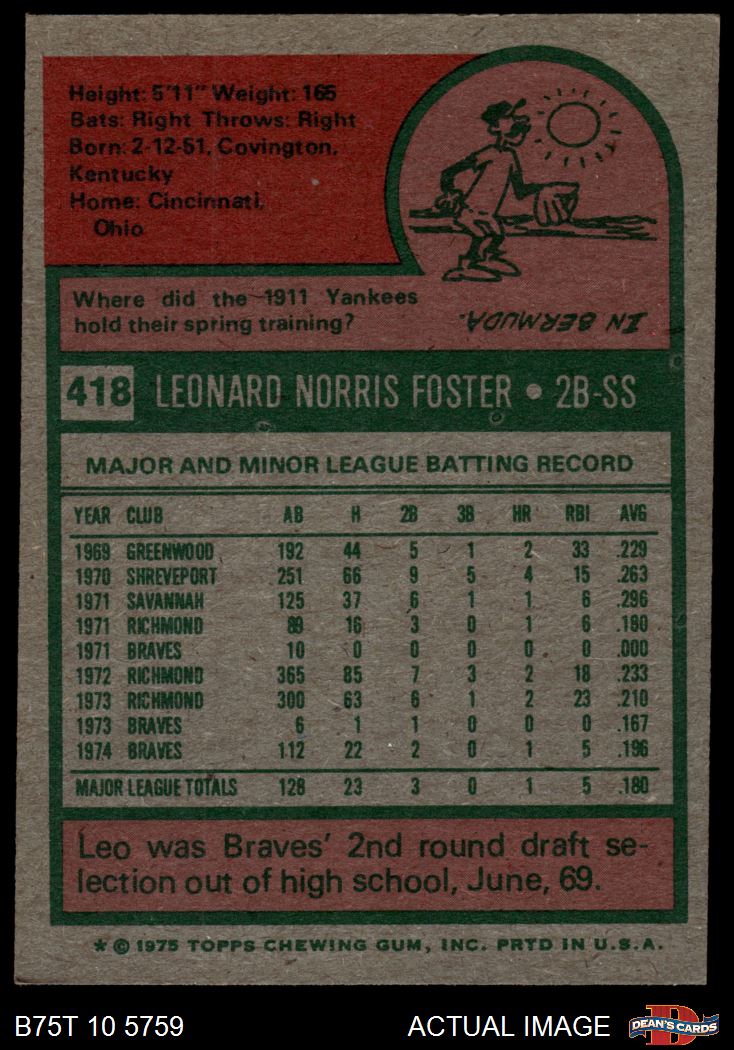 Height: 5'11" Weight: 165
Bats: Right Throws: Right
Born: 2-12-51, Covington,
Kentucky
Home: Cincinnati,
Ohio
Where did the 1911 Yankees
hold their spring training?
IN BERMUDA.
418 LEONARD NORRIS FOSTER • 2B-SS
MAJOR AND MINOR LEAGUE BATTING RECORD
YEAR CLUB AB H 2B 3B HR RBI AVG
1969 GREENWOOD 192 44 5 1 2 33 .229
1970 SHREVEPORT 251 66 9 5 4 15 .263
1971 SAVANNAH 125 37 6 1 1 6 .296
1971 RICHMOND 89 16 3 0 1 6 .180
1971 BRAVES 10 0 0 0 0 0 .000
1972 RICHMOND 365 85 7 3 2 18 .233
1973 RICHMOND 300 63 6 1 2 23 .210
1973 BRAVES 6 1 1 0 0 0 .167
1974 BRAVES 112 22 2 0 1 5 .196
MAJOR LEAGUE TOTALS 128 23 3 0 1 5 .180
Leo was Braves' 2nd round draft se-
lection out of high school, June, 69.
* © 1975 TOPPS CHEWING GUM, INC. PRTD IN U.S.A.
B75T 10 5759 ACTUAL IMAGE D DEAN'S CARDS